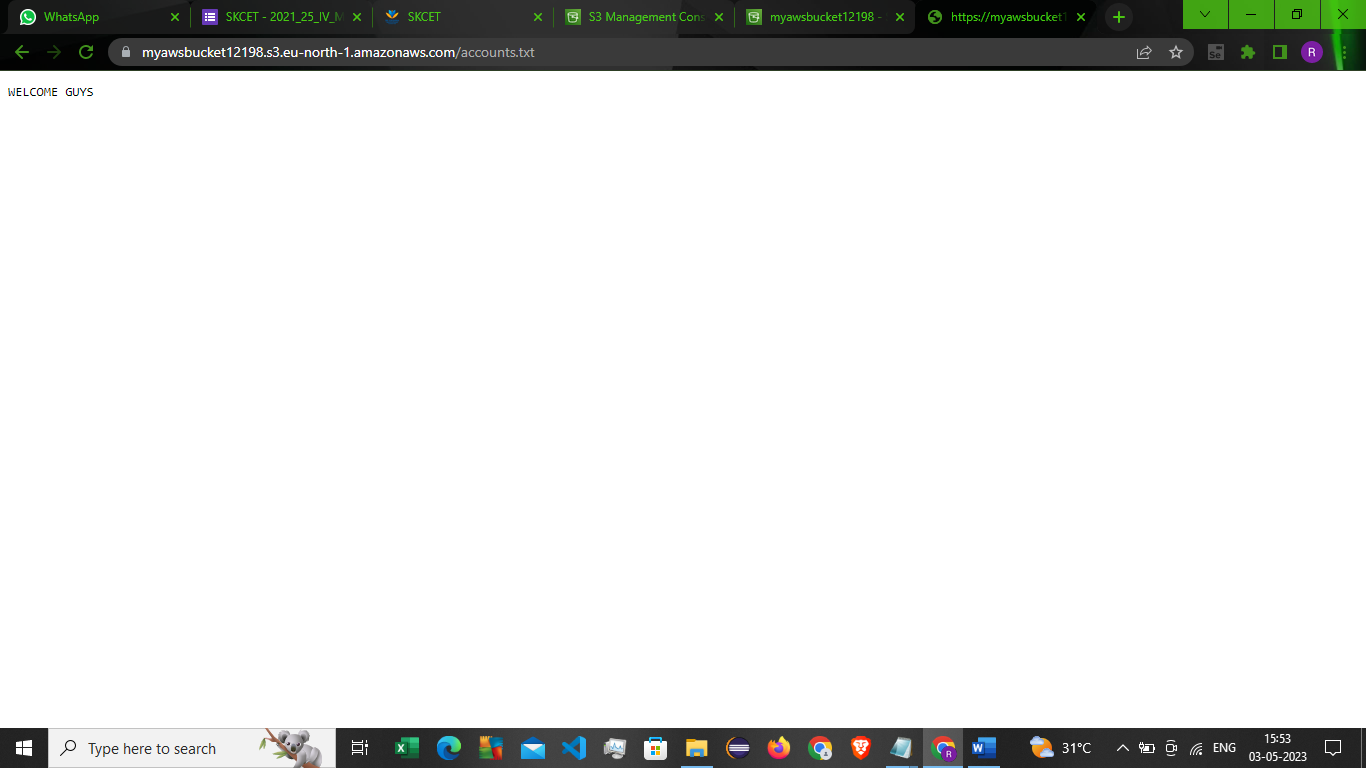 WhatsApp
SKCET - 2021_25_IV_M
SKCET
S3 Management Cons
myawsbucket12198 -
https://myawsbucket1
myawsbucket12198.s3.eu-north-1.amazonaws.com/accounts.txt
Se
R
WELCOME GUYS
Type here to search
R
31°C
ENG
15:53
03-05-2023